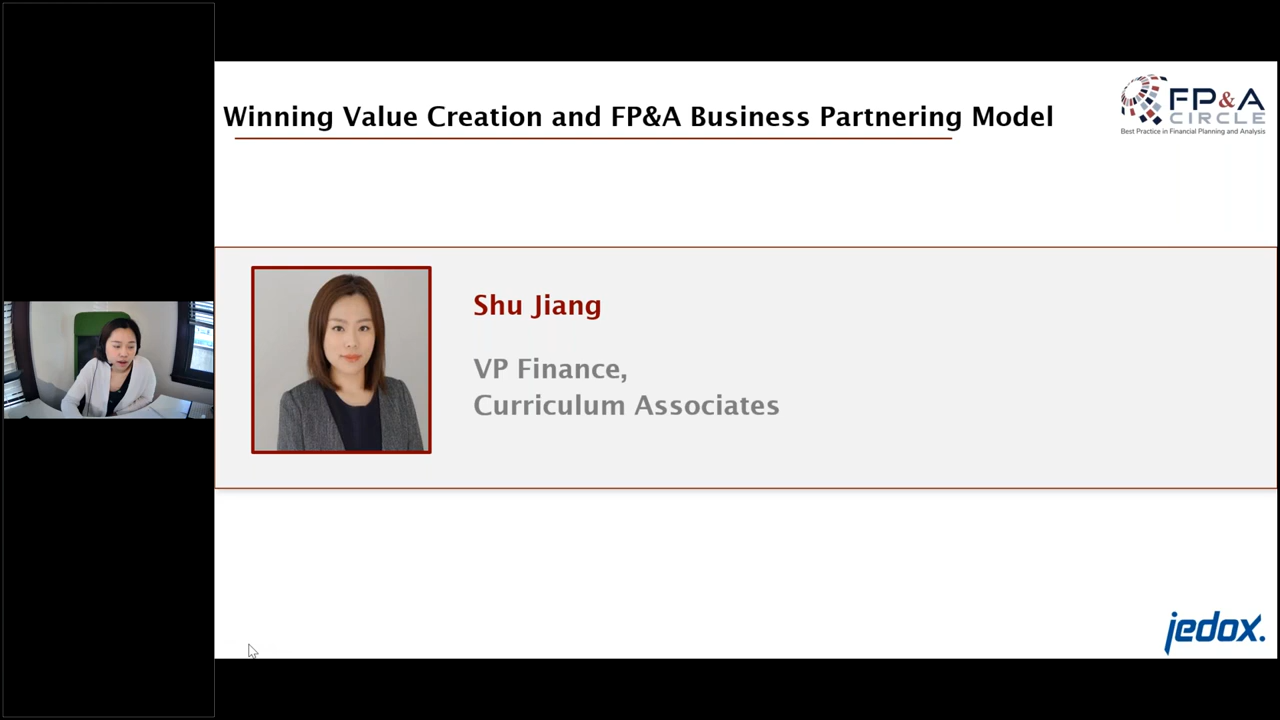 Winning Value Creation and FP&A Business Partnering Model
FP&A
CIRCLE
Best Practice in Financial Planning and Analysis
Shu Jiang
VP Finance,
Curriculum Associates
jedox.